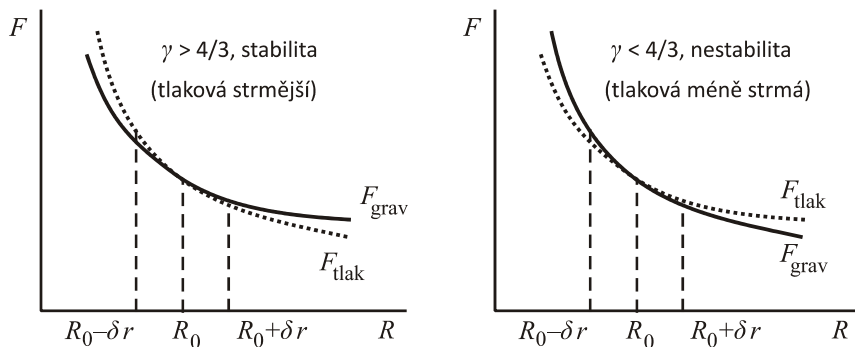 F
γ > 4/3, stabilita
(tlaková strmější)
F_grav
F_tlak
R₀–δr
R₀
R₀+δr
R
F
γ < 4/3, nestabilita
(tlaková méně strmá)
F_tlak
F_grav
R₀–δr
R₀
R₀+δr
R